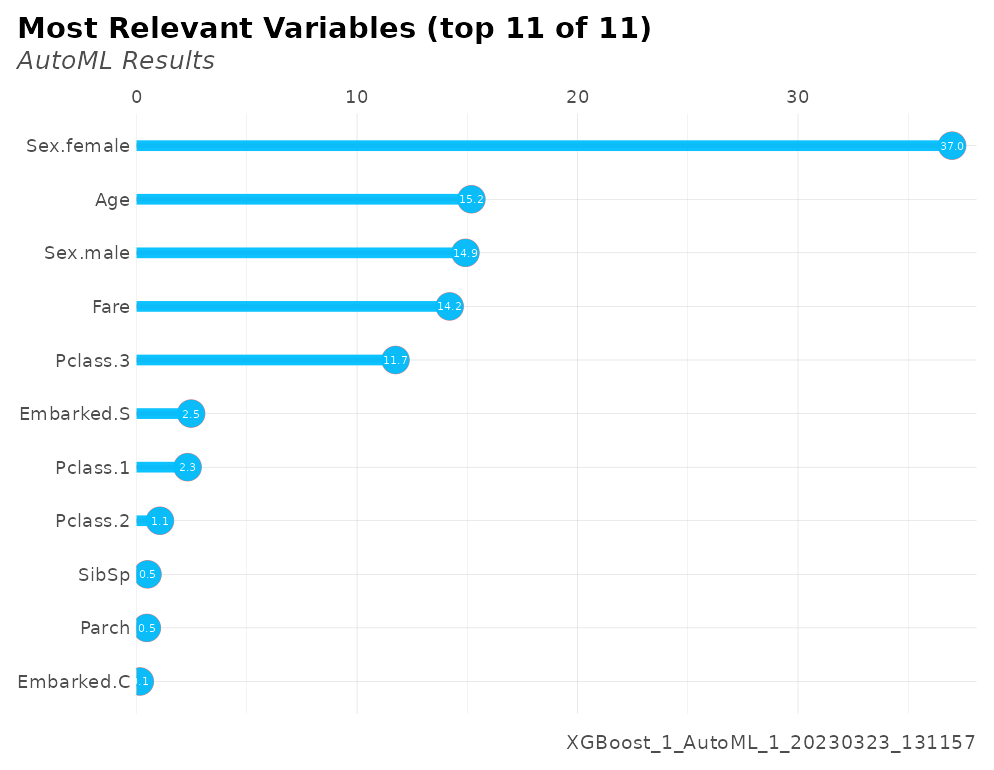 Most Relevant Variables (top 11 of 11)
AutoML Results
0 10 20 30
Sex.female 37.0
Age 15.2
Sex.male 14.9
Fare 14.2
Pclass.3 11.7
Embarked.S 2.5
Pclass.1 2.3
Pclass.2 1.1
SibSp 0.5
Parch 0.5
Embarked.C
XGBoost_1_AutoML_1_20230323_131157